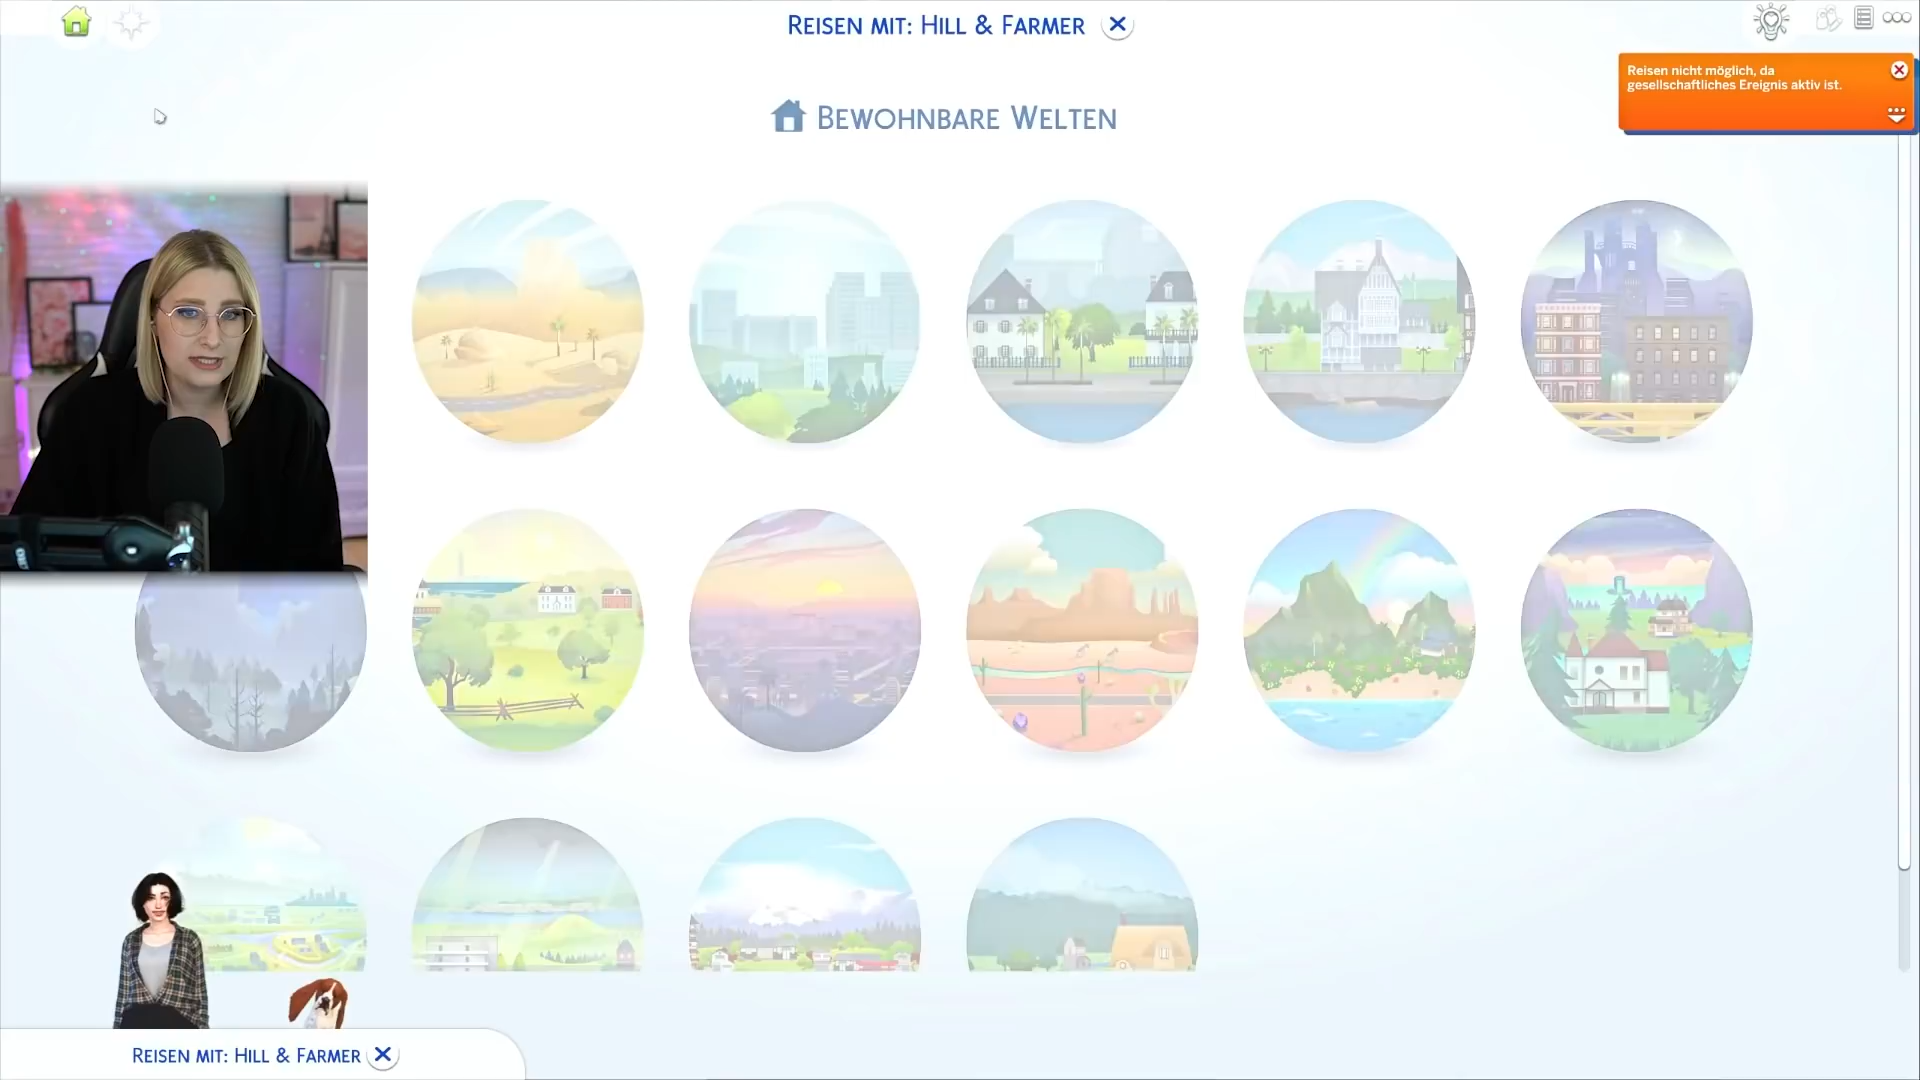 REISEN MIT: HILL & FARMER
Reisen nicht möglich, da
gesellschaftliches Ereignis aktiv ist.
BEWOHNBARE WELTEN
REISEN MIT: HILL & FARMER